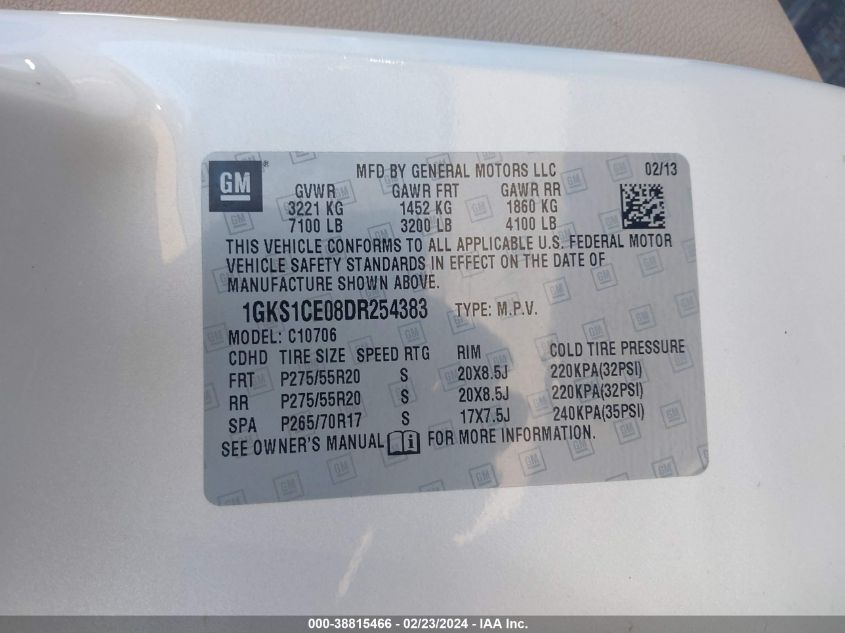 GM
MFD BY GENERAL MOTORS LLC 02/13
GVWR GAWR FRT GAWR RR
3221 KG 1452 KG 1860 KG
7100 LB 3200 LB 4100 LB
THIS VEHICLE CONFORMS TO ALL APPLICABLE U.S. FEDERAL MOTOR
VEHICLE SAFETY STANDARDS IN EFFECT ON THE DATE OF
MANUFACTURE SHOWN ABOVE.
1GKS1CE08DR254383 TYPE: M.P.V.
MODEL: C10706
CDHD TIRE SIZE SPEED RTG RIM COLD TIRE PRESSURE
FRT P275/55R20 S 20X8.5J 220KPA(32PSI)
RR P275/55R20 S 20X8.5J 220KPA(32PSI)
SPA P265/70R17 S 17X7.5J 240KPA(35PSI)
SEE OWNER'S MANUAL i FOR MORE INFORMATION.
000-38815466 - 02/23/2024 - IAA Inc.